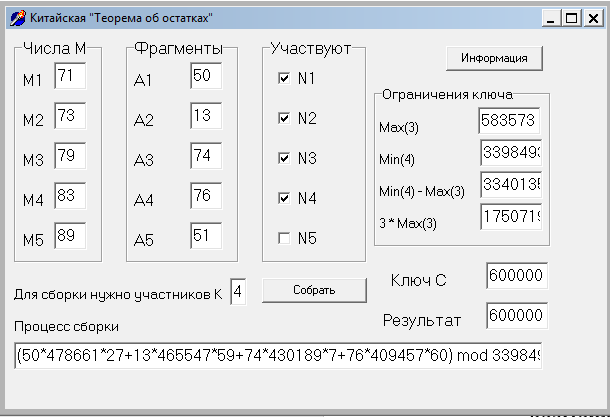 Китайская "Теорема об остатках"
Числа М Фрагменты Участвуют Информация
M1 71 A1 50 N1
M2 73 A2 13 N2
M3 79 A3 74 N3
M4 83 A4 76 N4
M5 89 A5 51 N5
Ограничения ключа
Max(3) 583573
Min(4) 3398493
Min(4) - Max(3) 3340135
3 * Max(3) 1750719
Для сборки нужно участников К 4 Собрать
Ключ С 600000
Результат 600000
Процесс сборки
(50*478661*27+13*465547*59+74*430189*7+76*409457*60) mod 339849